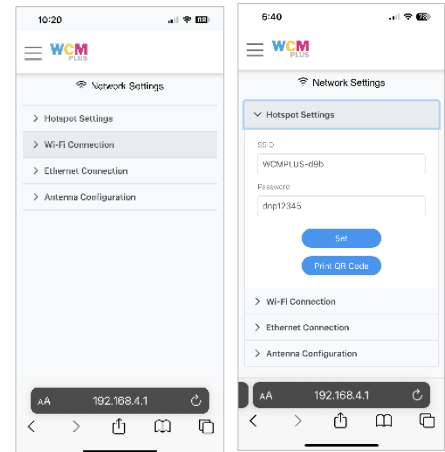 10:20
WCM
PLUS
Network Settings
> Hotspot Settings
> Wi-Fi Connection
> Ethernet Connection
> Antenna Configuration
AA 192.168.4.1
6:40
78
WCM
PLUS
Network Settings
Hotspot Settings
SSID
WCMPLUS-d9b
Password
dnp12345
Set
Print QR Code
> Wi-Fi Connection
> Ethernet Connection
> Antenna Configuration
AA 192.168.4.1